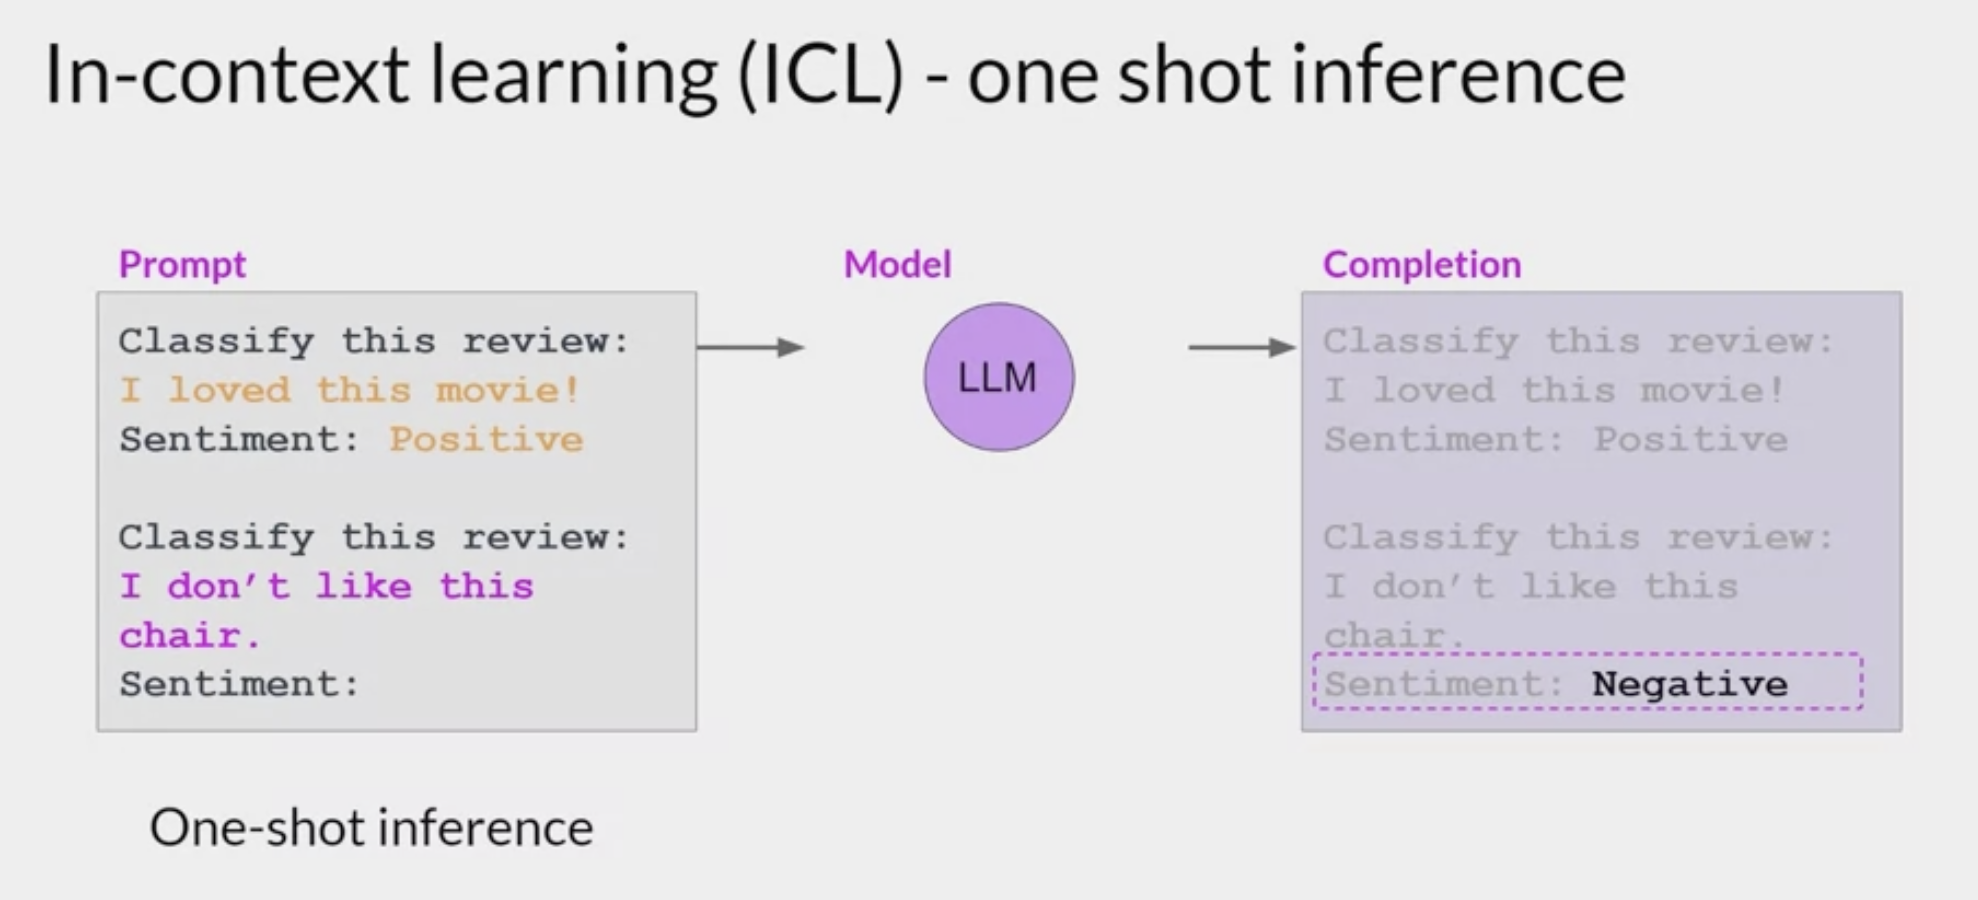 In-context learning (ICL) - one shot inference
Prompt
Classify this review:
I loved this movie!
Sentiment: Positive
Classify this review:
I don’t like this
chair.
Sentiment:
Model
LLM
Completion
Classify this review:
I loved this movie!
Sentiment: Positive
Classify this review:
I don’t like this
chair.
Sentiment: Negative
One-shot inference